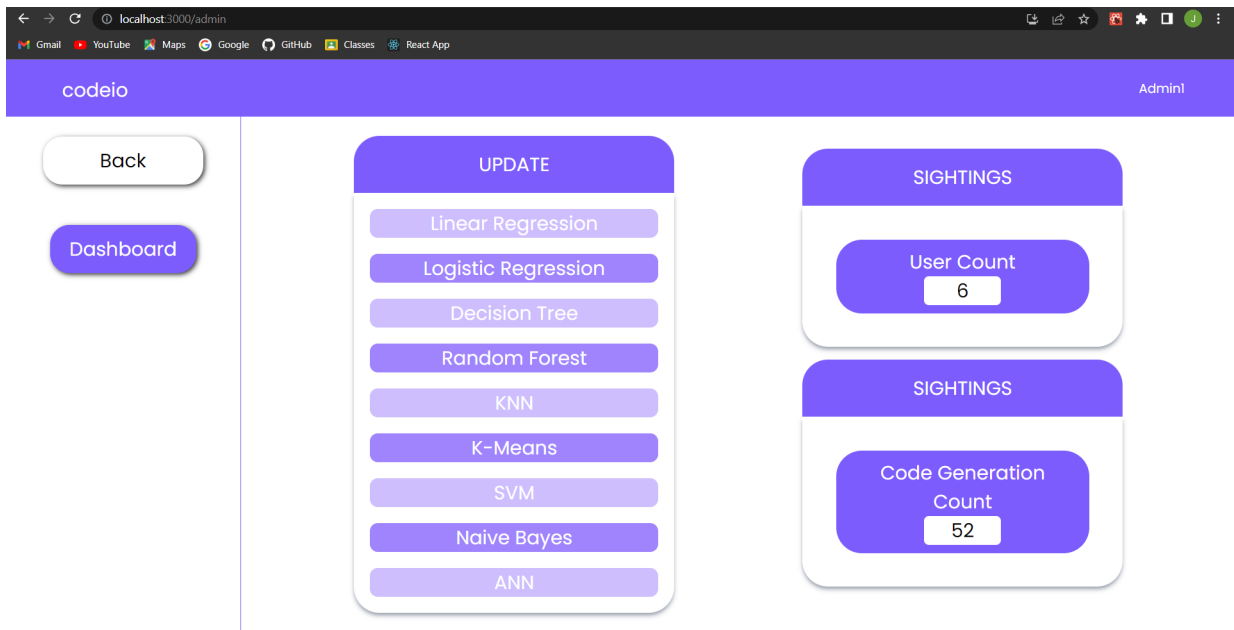 localhost:3000/admin
J
Gmail YouTube Maps Google GitHub Classes React App
codeio
Admin1
Back
Dashboard
UPDATE
Linear Regression
Logistic Regression
Decision Tree
Random Forest
KNN
K-Means
SVM
Naive Bayes
ANN
SIGHTINGS
User Count
6
SIGHTINGS
Code Generation
Count
52